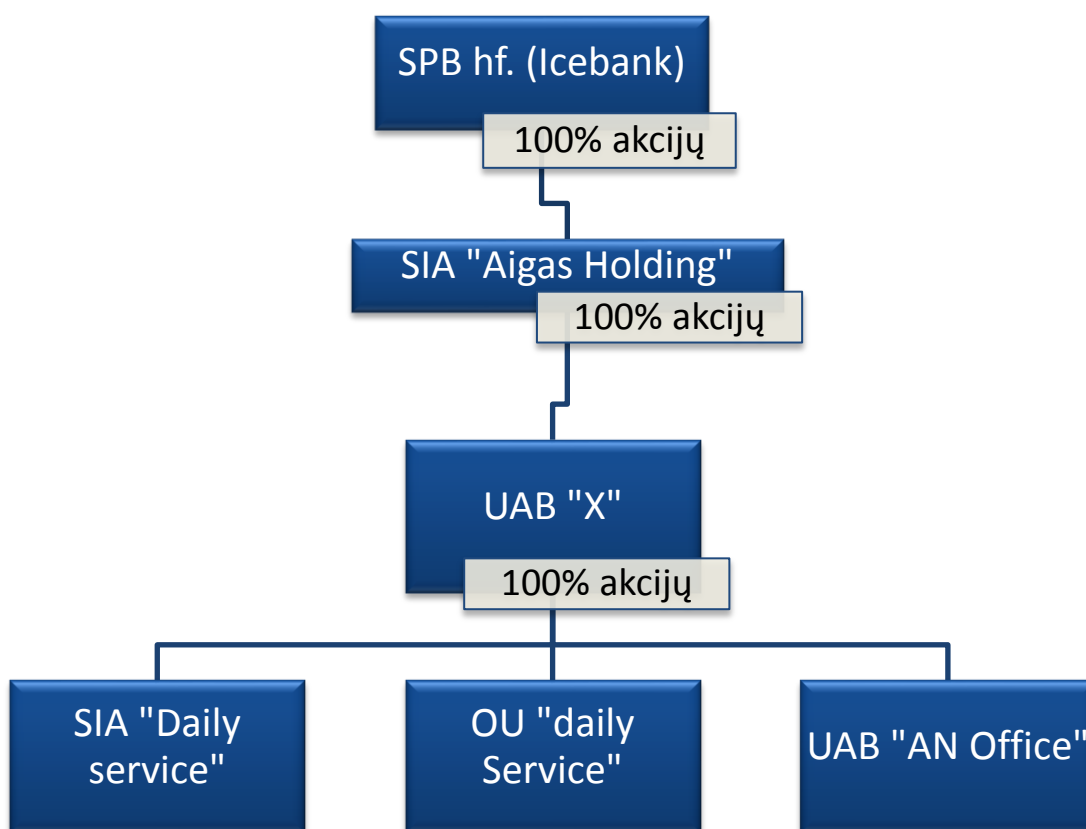 SPB hf. (Icebank)
100% akcijų
SIA "Aigas Holding"
100% akcijų
UAB "X"
100% akcijų
SIA "Daily
service"
OU "daily
Service"
UAB "AN Office"